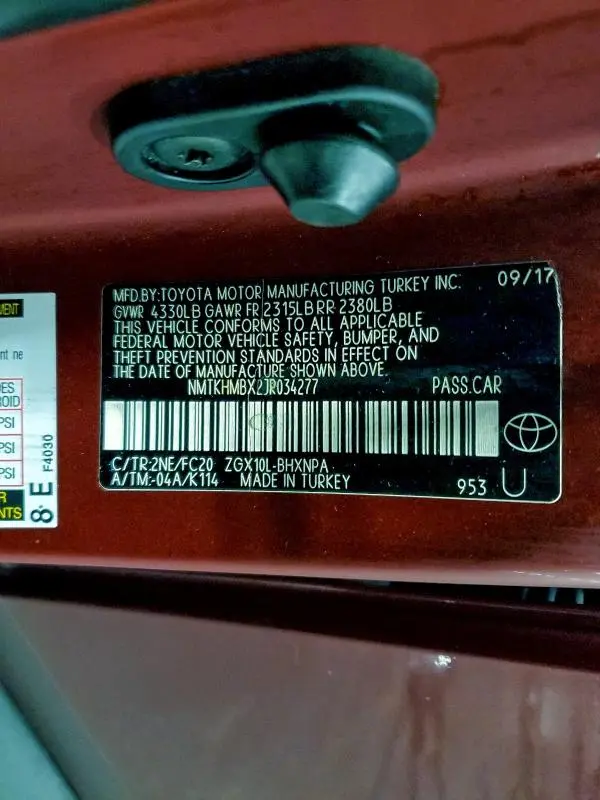 MFD.BY:TOYOTA MOTOR MANUFACTURING TURKEY INC. 09/17
GVWR 4330LB GAWR FR 2315LB RR 2380LB
THIS VEHICLE CONFORMS TO ALL APPLICABLE
FEDERAL MOTOR VEHICLE SAFETY, BUMPER, AND
THEFT PREVENTION STANDARDS IN EFFECT ON
THE DATE OF MANUFACTURE SHOWN ABOVE.
NMTKHMBX2JR034277 PASS.CAR
C/TR:2NE/FC20 ZGX10L-BHXNPA
A/TM:-04A/K114 MADE IN TURKEY 953 U
PSI
PSI
PSI
8-E F4030